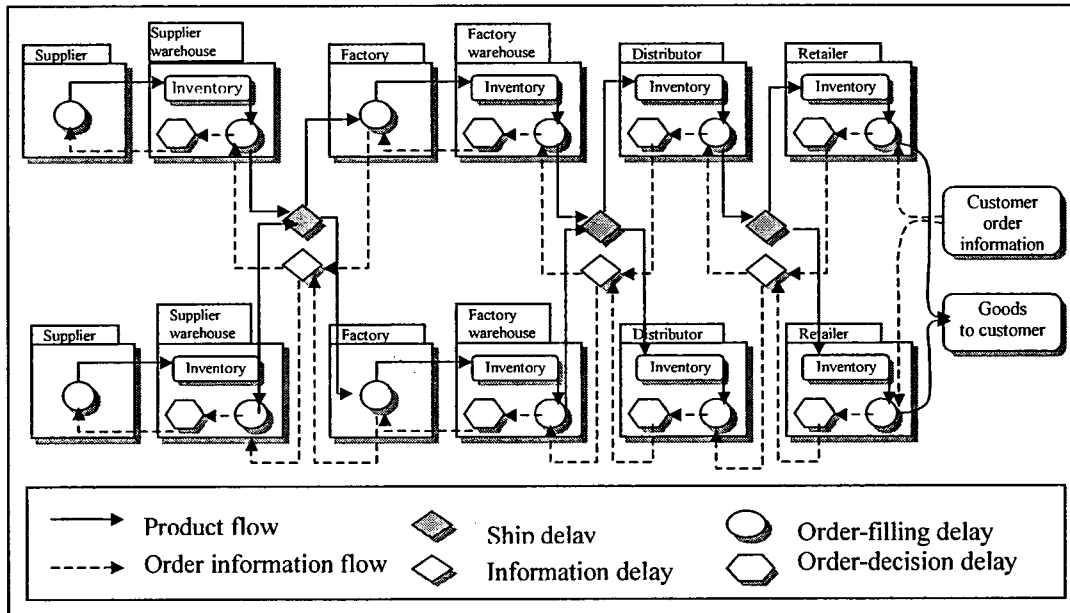 Supplier
Supplier
warehouse
Inventory
Factory
Factory
warehouse
Inventory
Distributor
Inventory
Retailer
Inventory
Customer
order
information
Goods
to customer
Supplier
Supplier
warehouse
Inventory
Factory
Factory
warehouse
Inventory
Distributor
Inventory
Retailer
Inventory
Product flow
Ship delay
Order-filling delay
Order information flow
Information delay
Order-decision delay